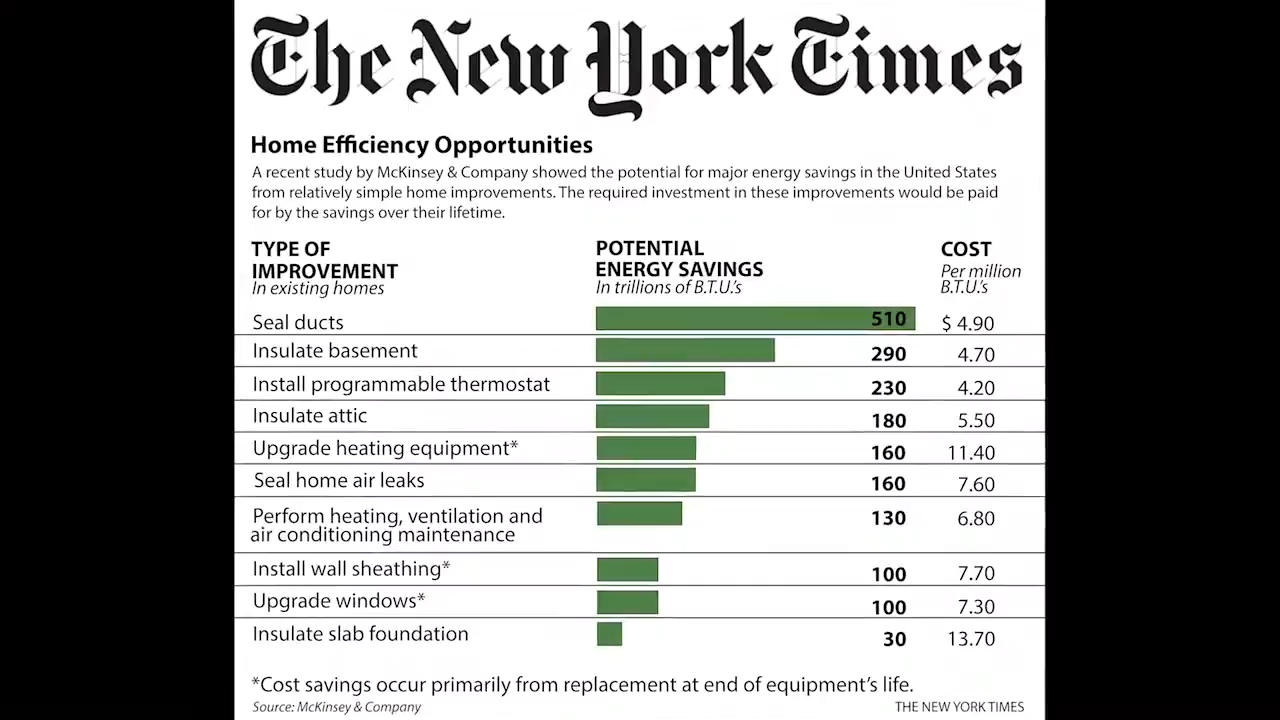 The New York Times
Home Efficiency Opportunities
A recent study by McKinsey & Company showed the potential for major energy savings in the United States
from relatively simple home improvements. The required investment in these improvements would be paid
for by the savings over their lifetime.
TYPE OF
IMPROVEMENT
In existing homes
POTENTIAL
ENERGY SAVINGS
In trillions of B.T.U.'s
COST
Per million
B.T.U.'s
Seal ducts 510 $ 4.90
Insulate basement 290 4.70
Install programmable thermostat 230 4.20
Insulate attic 180 5.50
Upgrade heating equipment* 160 11.40
Seal home air leaks 160 7.60
Perform heating, ventilation and
air conditioning maintenance 130 6.80
Install wall sheathing* 100 7.70
Upgrade windows* 100 7.30
Insulate slab foundation 30 13.70
*Cost savings occur primarily from replacement at end of equipment's life.
Source: McKinsey & Company THE NEW YORK TIMES